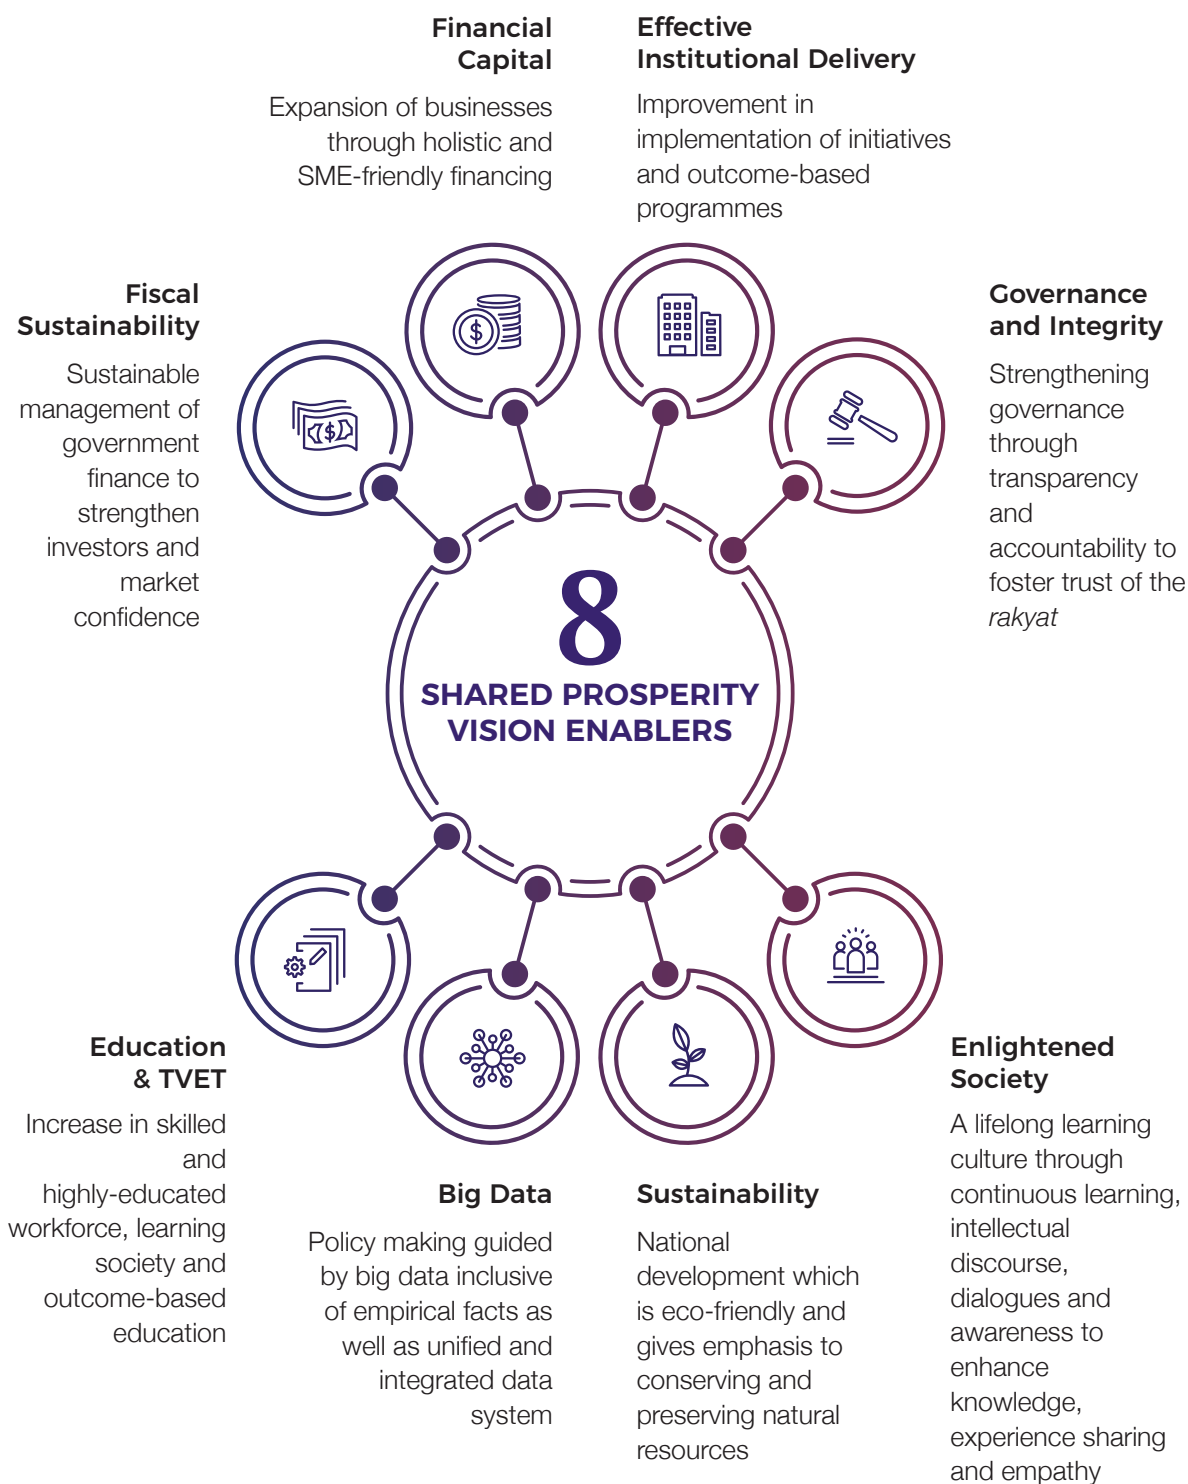 Financial
Capital
Expansion of businesses
through holistic and
SME-friendly financing
Effective
Institutional Delivery
Improvement in
implementation of initiatives
and outcome-based
programmes
Fiscal
Sustainability
Sustainable
management of
government
finance to
strengthen
investors and
market
confidence
Governance
and Integrity
Strengthening
governance
through
transparency
and
accountability to
foster trust of the
rakyat
8
SHARED PROSPERITY
VISION ENABLERS
Education
& TVET
Increase in skilled
and
highly-educated
workforce, learning
society and
outcome-based
education
Big Data
Policy making guided
by big data inclusive
of empirical facts as
well as unified and
integrated data
system
Sustainability
National
development which
is eco-friendly and
gives emphasis to
conserving and
preserving natural
resources
Enlightened
Society
A lifelong learning
culture through
continuous learning,
intellectual
discourse,
dialogues and
awareness to
enhance
knowledge,
experience sharing
and empathy